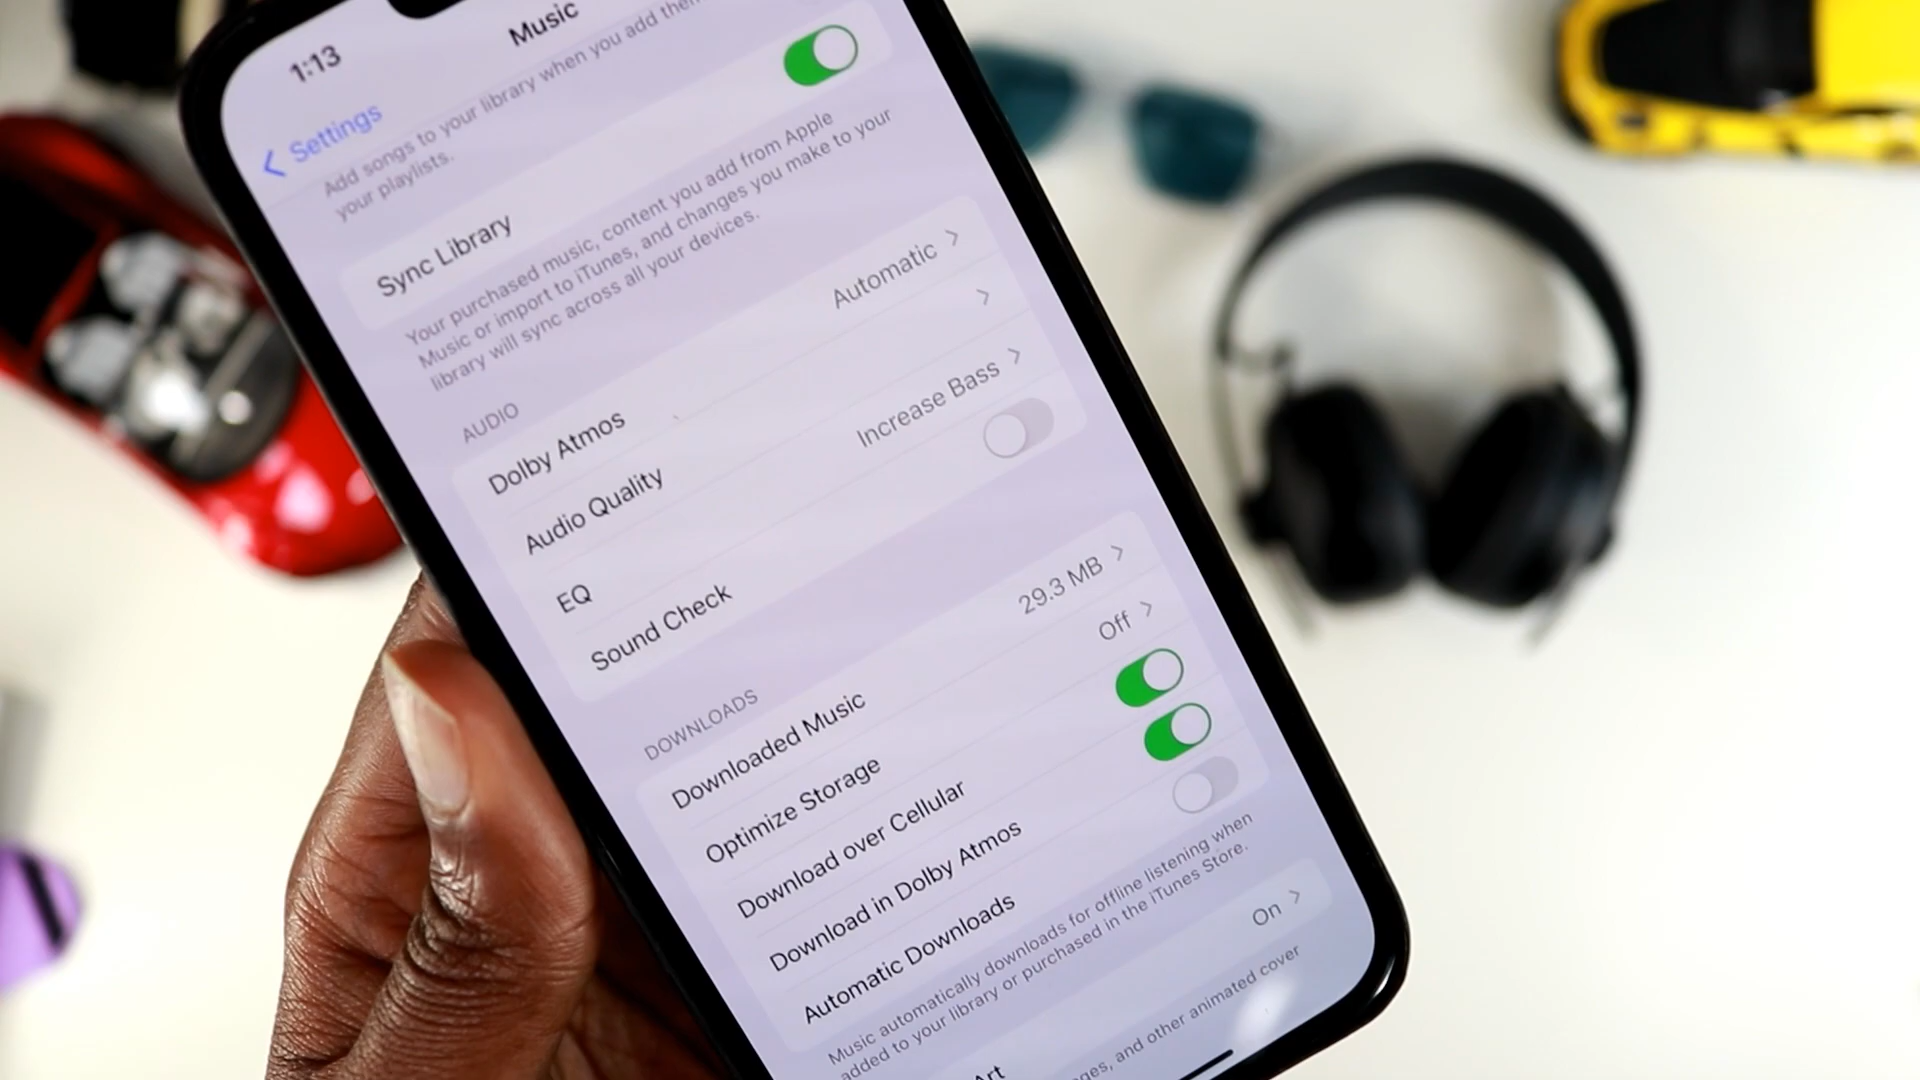 1:13
Music
Settings
Add songs to your library when you add them
your playlists.
Sync Library
Your purchased music, content you add from Apple
Music or import to iTunes, and changes you make to your
library will sync across all your devices.
AUDIO
Dolby Atmos Automatic
Audio Quality
EQ Increase Bass
Sound Check
DOWNLOADS
Downloaded Music 29.3 MB
Optimize Storage Off
Download over Cellular
Download in Dolby Atmos
Automatic Downloads
Music automatically downloads for offline listening when
added to your library or purchased in the iTunes Store.
Art On
and other animated cover